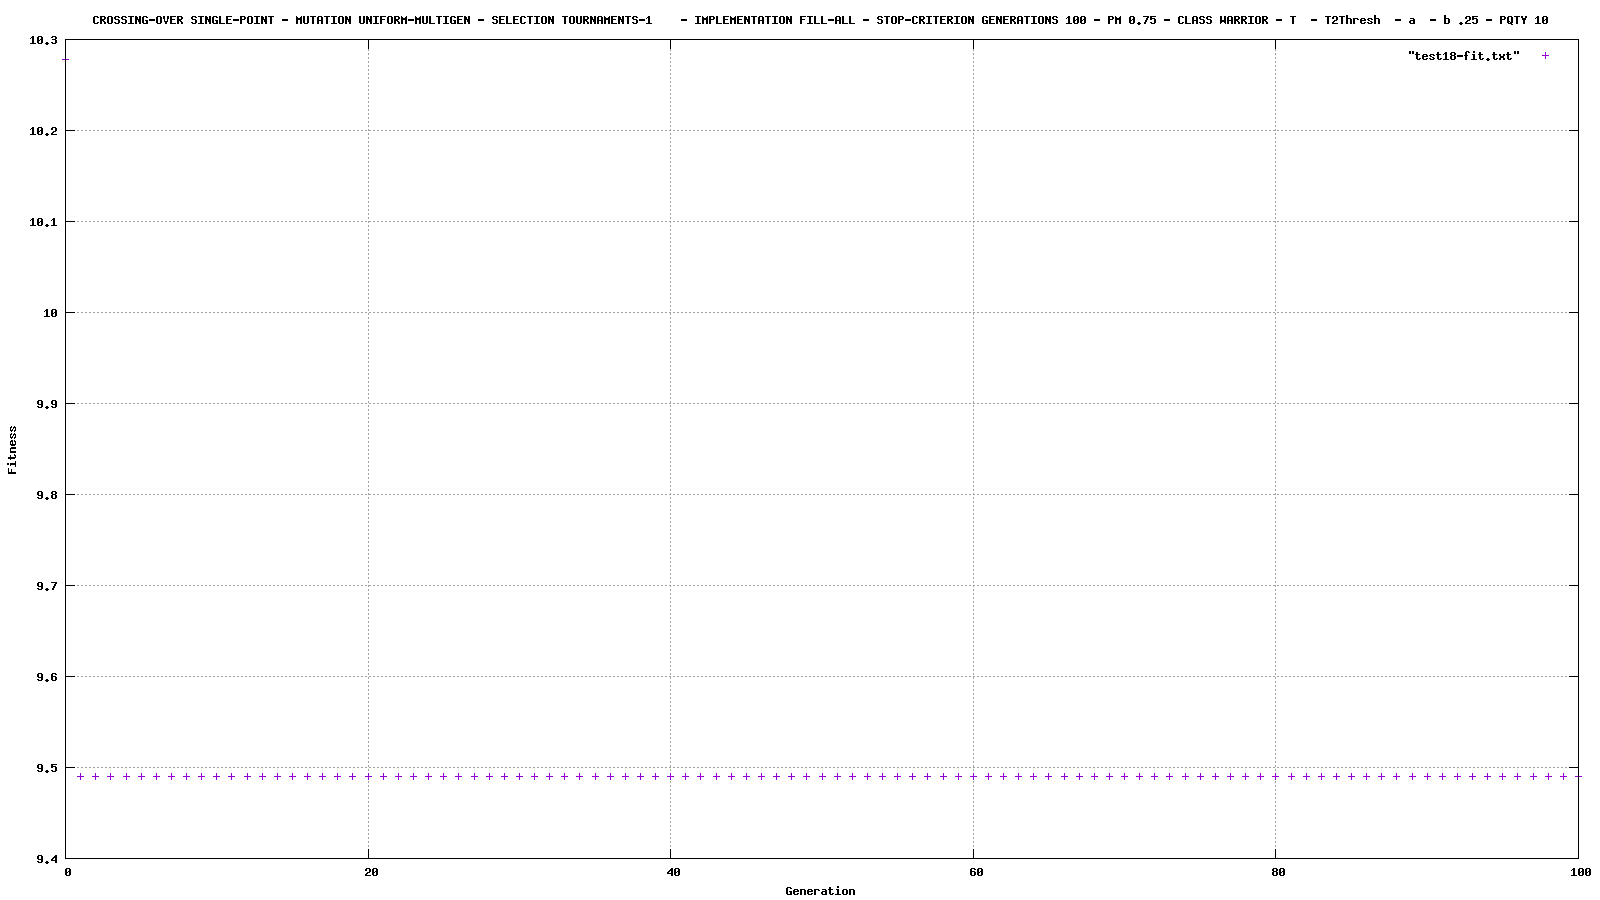 CROSSING-OVER SINGLE-POINT - MUTATION UNIFORM-MULTIGEN - SELECTION TOURNAMENTS-1    - IMPLEMENTATION FILL-ALL - STOP-CRITERION GENERATIONS 100 - PM 0.75 - CLASS WARRIOR - T  - T2Thresh  - a  - b .25 - PQTY 10
"test18-fit.txt"
10.3
10.2
10.1
10
9.9
9.8
9.7
9.6
9.5
9.4
Fitness
0 20 40 60 80 100
Generation